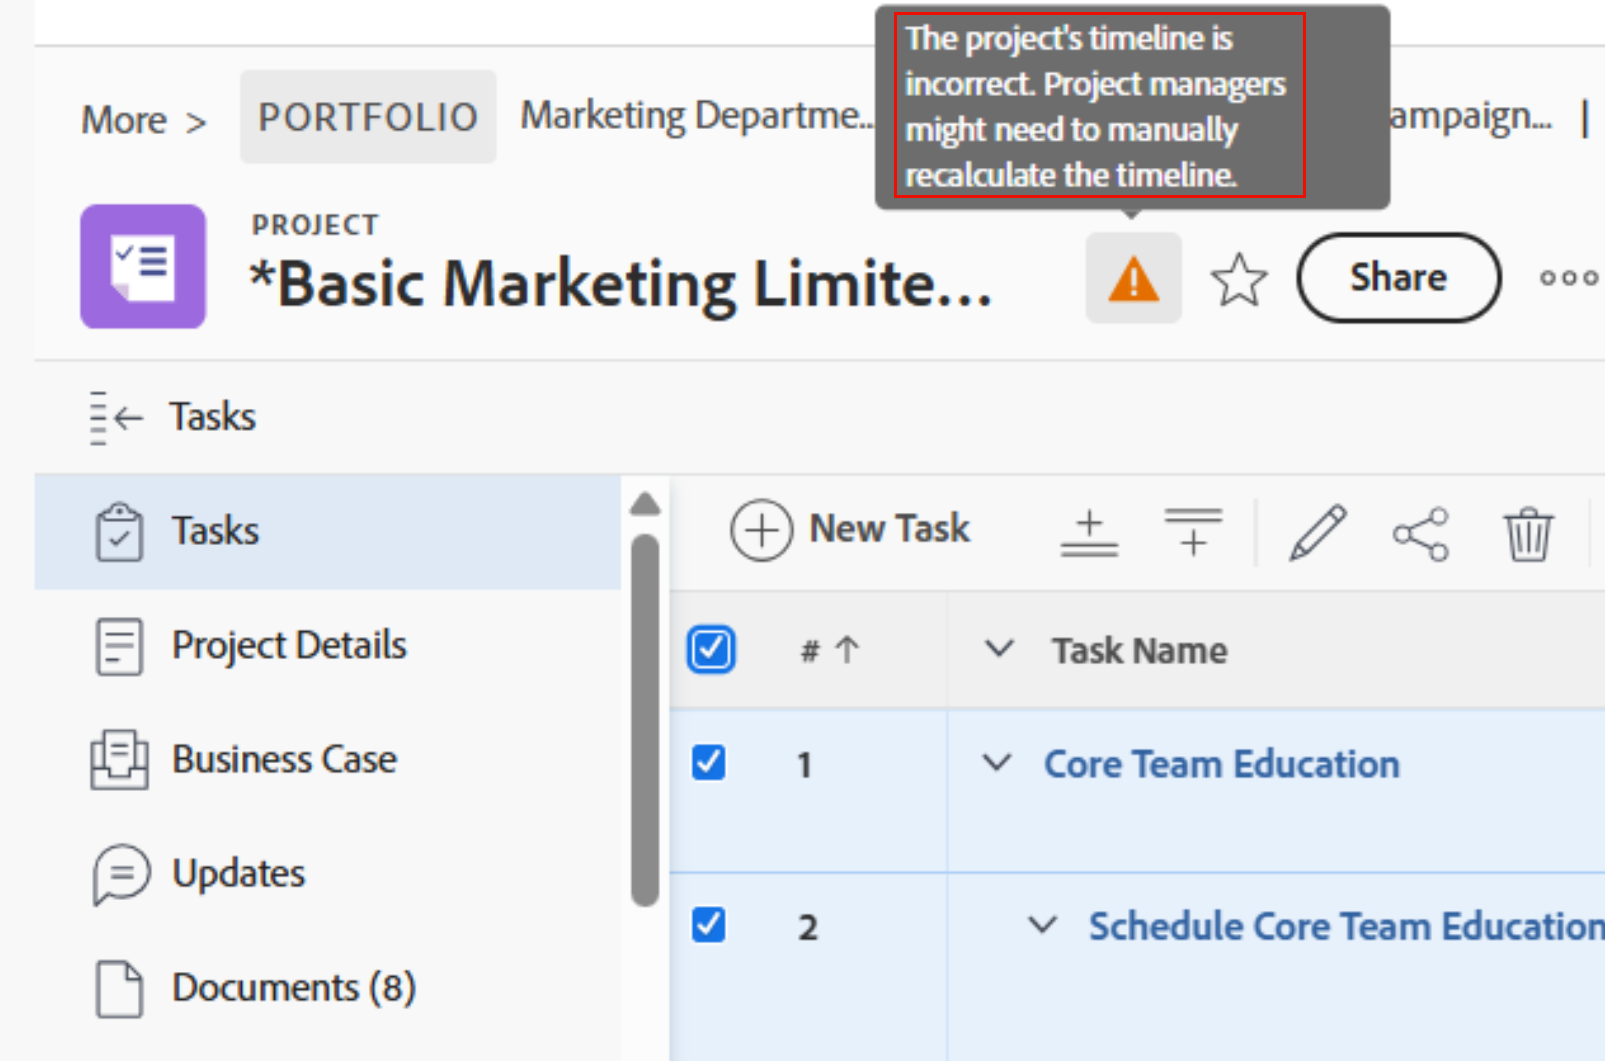 The project's timeline is
incorrect. Project managers
might need to manually
recalculate the timeline.
More > PORTFOLIO Marketing Departme... ampaign... |
PROJECT
*Basic Marketing Limite...
Share
Tasks
Tasks
Project Details
Business Case
Updates
Documents (8)
New Task
# Task Name
1 Core Team Education
2 Schedule Core Team Education